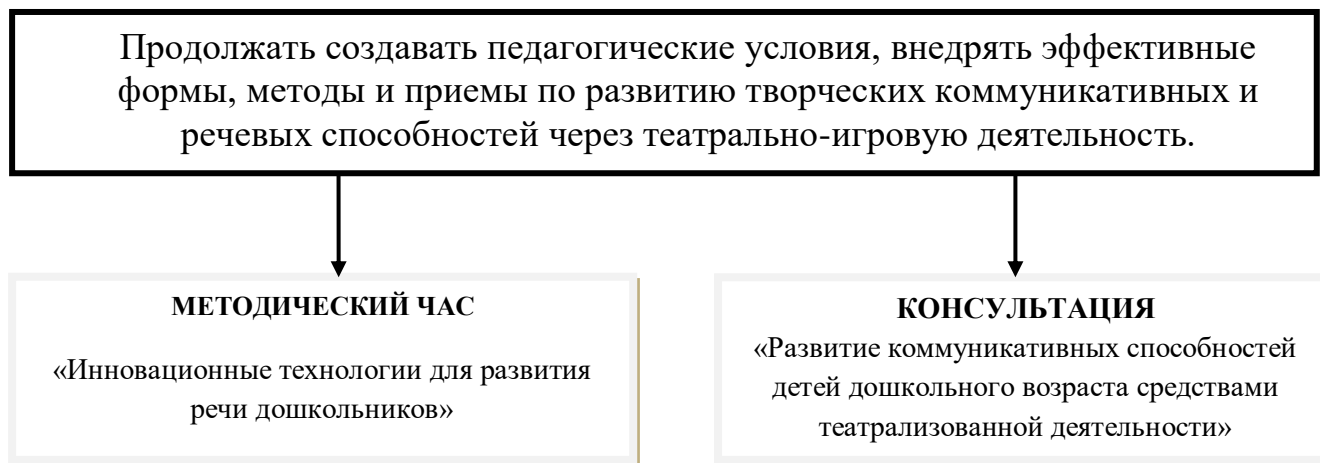 Продолжать создавать педагогические условия, внедрять эффективные
формы, методы и приемы по развитию творческих коммуникативных и
речевых способностей через театрально-игровую деятельность.
МЕТОДИЧЕСКИЙ ЧАС
«Инновационные технологии для развития
речи дошкольников»
КОНСУЛЬТАЦИЯ
«Развитие коммуникативных способностей
детей дошкольного возраста средствами
театрализованной деятельности»